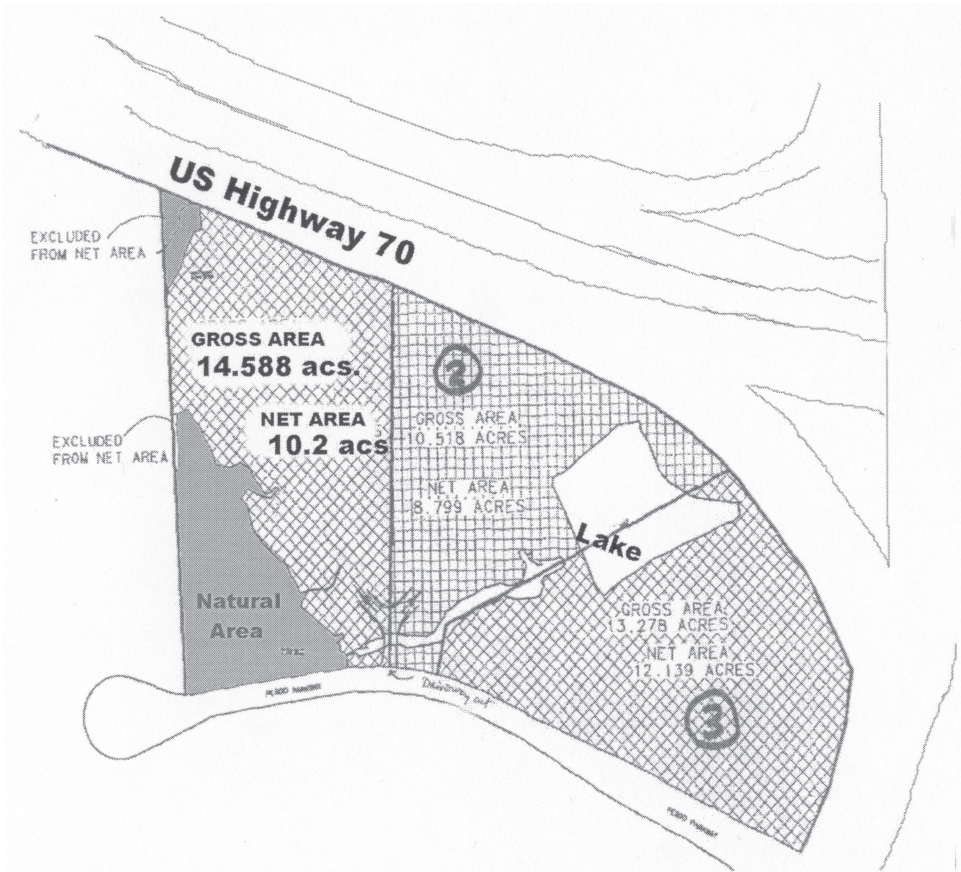 US Highway 70
EXCLUDED
FROM NET AREA
GROSS AREA
14.588 acs.
NET AREA
10.2 acs
2
GROSS AREA
10.518 ACRES
NET AREA
8.799 ACRES
EXCLUDED
FROM NET AREA
Lake
Natural
Area
GROSS AREA
13.278 ACRES
NET AREA
12.139 ACRES
3
Driveway cut